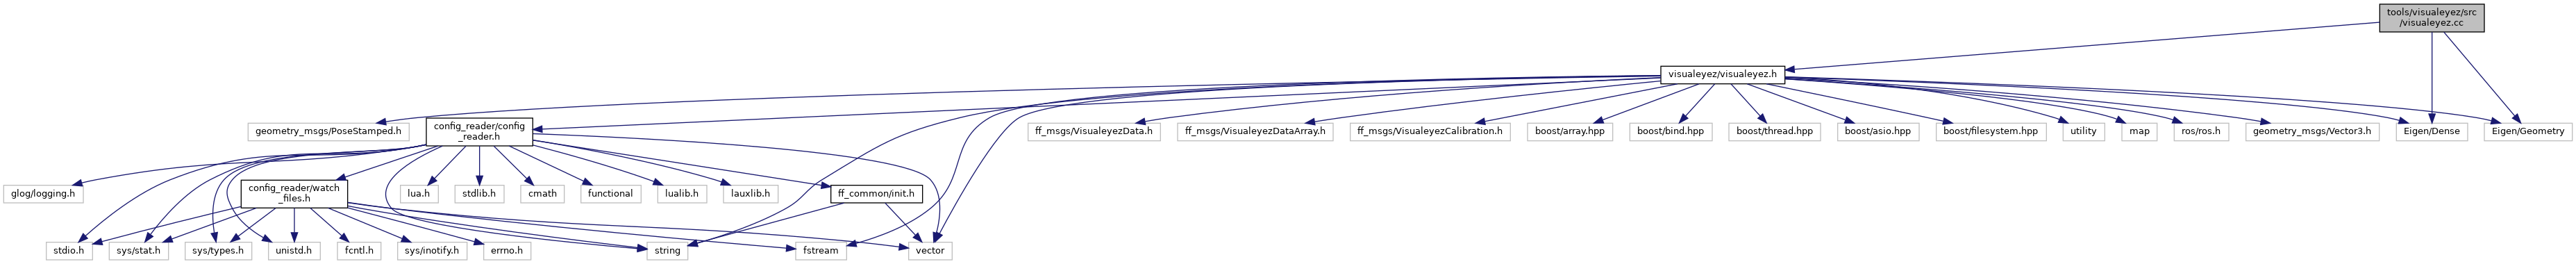 tools/visualeyez/src
/visualeyez.cc
visualeyez/visualeyez.h
geometry_msgs/PoseStamped.h
config_reader/config
_reader.h
ff_msgs/VisualeyezData.h
ff_msgs/VisualeyezDataArray.h
ff_msgs/VisualeyezCalibration.h
boost/array.hpp
boost/bind.hpp
boost/thread.hpp
boost/asio.hpp
boost/filesystem.hpp
utility
map
ros/ros.h
geometry_msgs/Vector3.h
Eigen/Dense
Eigen/Geometry
glog/logging.h
config_reader/watch
_files.h
lua.h
stdlib.h
cmath
functional
lualib.h
lauxlib.h
ff_common/init.h
stdio.h
sys/stat.h
sys/types.h
unistd.h
fcntl.h
sys/inotify.h
errno.h
string
fstream
vector